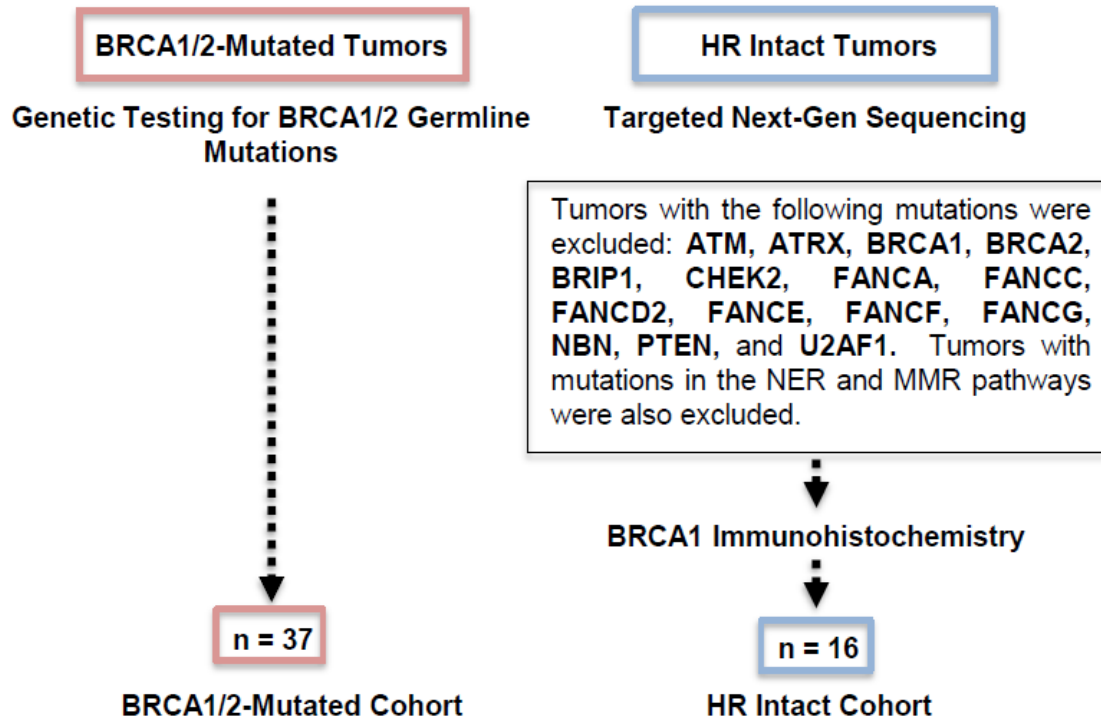 BRCA1/2-Mutated Tumors
Genetic Testing for BRCA1/2 Germline
Mutations
n = 37
BRCA1/2-Mutated Cohort
HR Intact Tumors
Targeted Next-Gen Sequencing
Tumors with the following mutations were
excluded: ATM, ATRX, BRCA1, BRCA2,
BRIP1, CHEK2, FANCA, FANCC,
FANCD2, FANCE, FANCF, FANCG,
NBN, PTEN, and U2AF1. Tumors with
mutations in the NER and MMR pathways
were also excluded.
BRCA1 Immunohistochemistry
n = 16
HR Intact Cohort